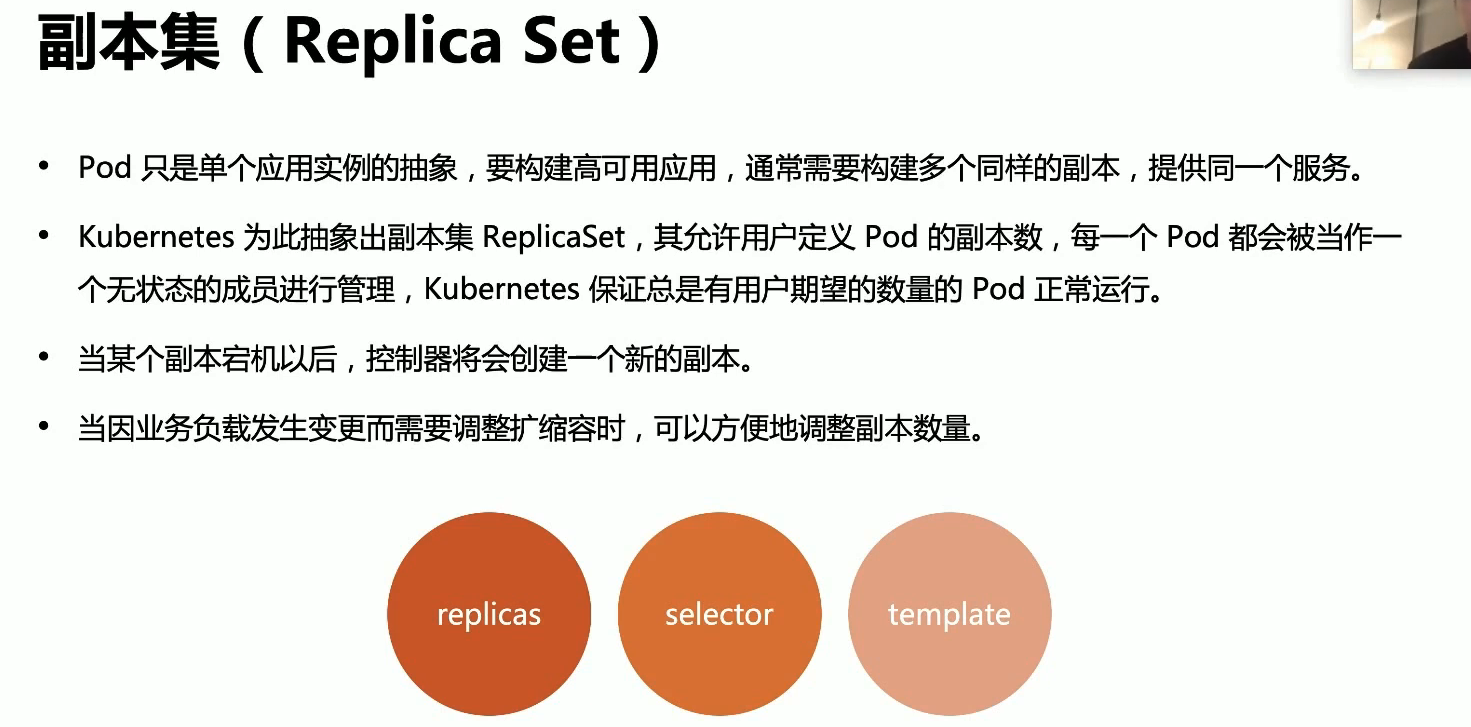 副本集（Replica Set）
• Pod 只是单个应用实例的抽象，要构建高可用应用，通常需要构建多个同样的副本，提供同一个服务。
• Kubernetes 为此抽象出副本集 ReplicaSet，其允许用户定义 Pod 的副本数，每一个 Pod 都会被当作一
个无状态的成员进行管理，Kubernetes 保证总是有用户期望的数量的 Pod 正常运行。
• 当某个副本宕机以后，控制器将会创建一个新的副本。
• 当因业务负载发生变更而需要调整扩缩容时，可以方便地调整副本数量。
replicas
selector
template